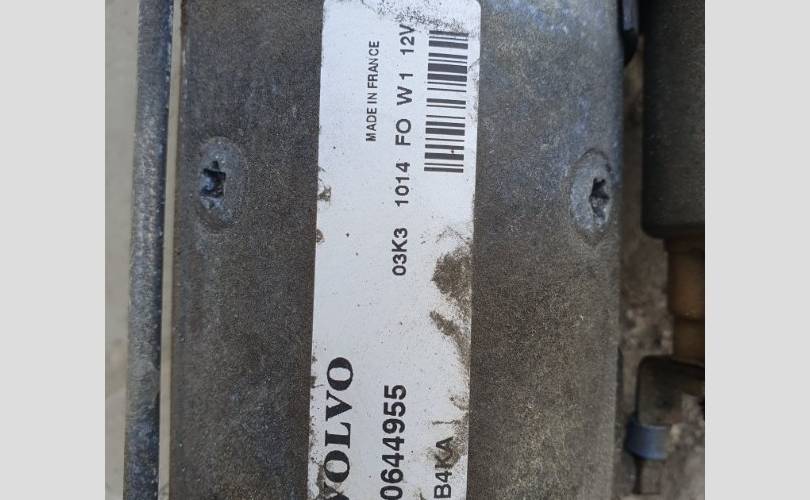 MADE IN FRANCE
03K3 1014 FO W1 12V
VOLVO
0644955
B4KA